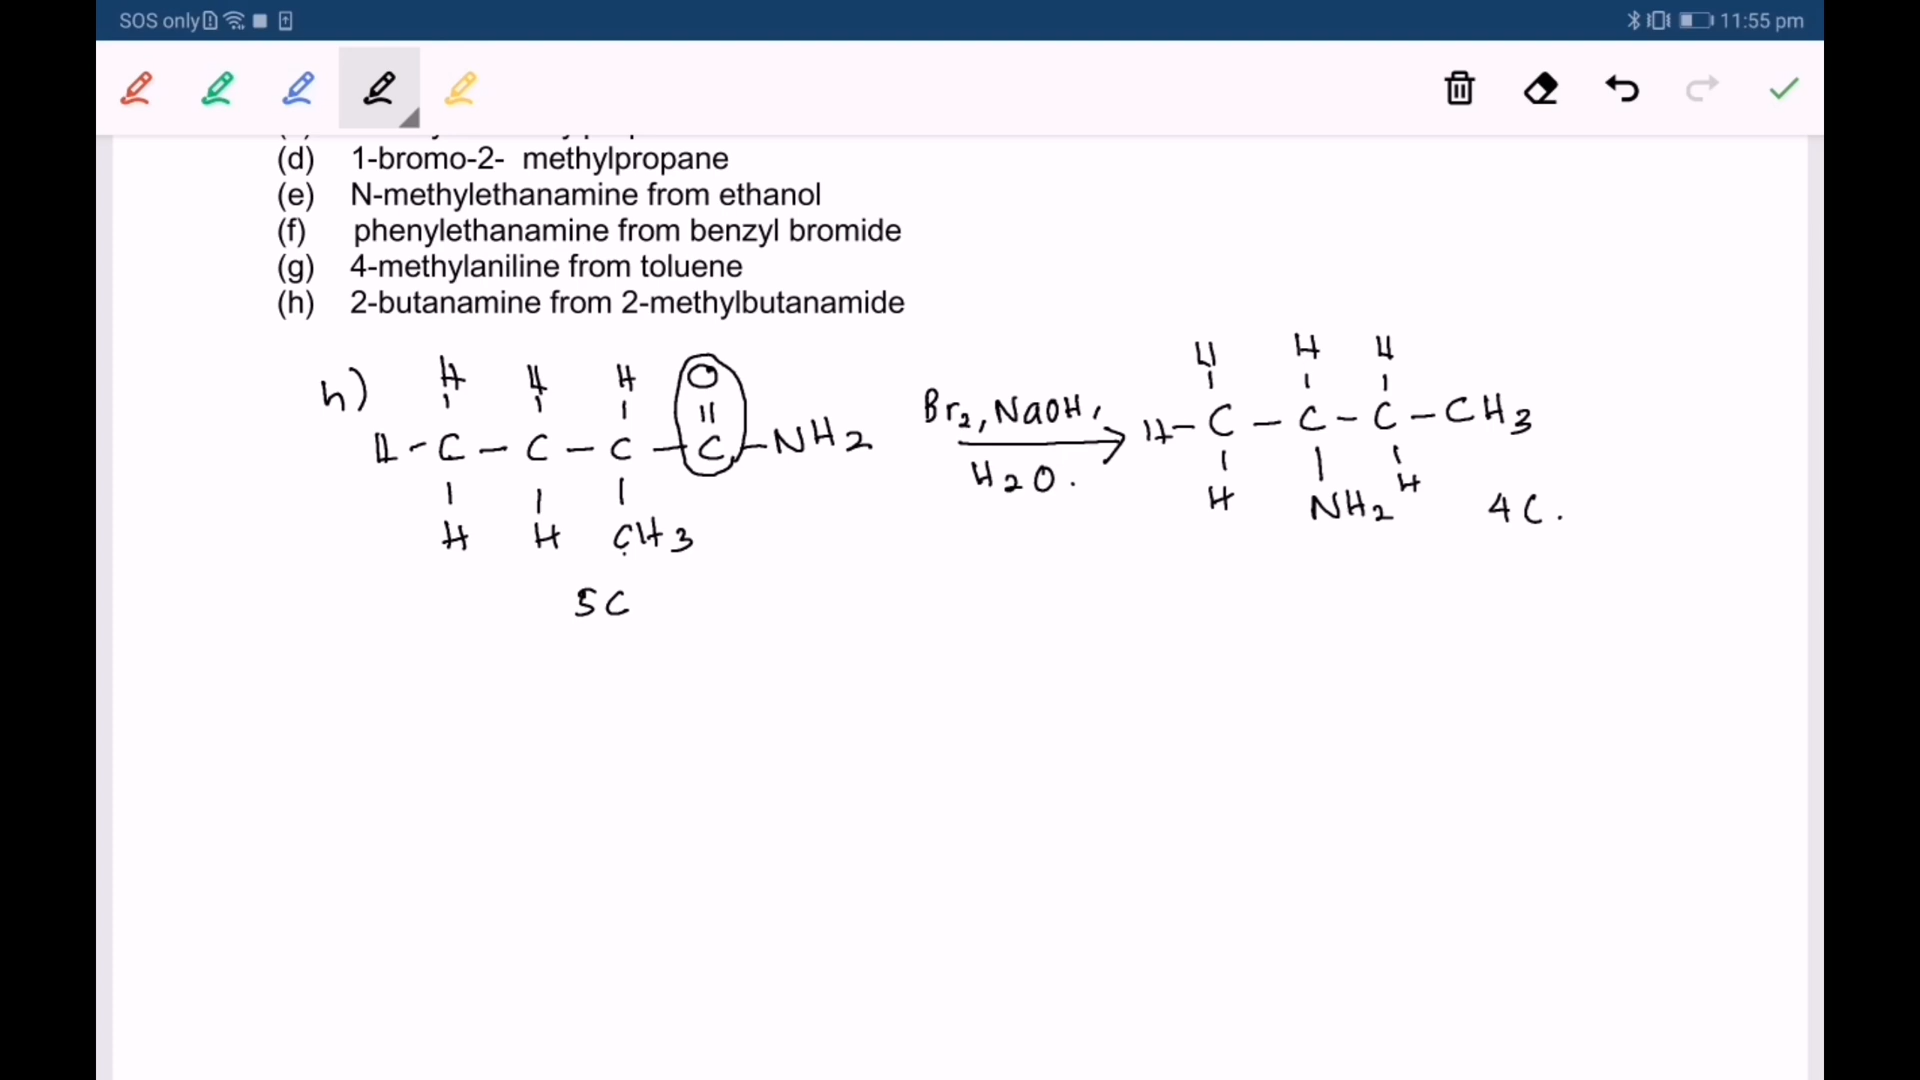 SOS only 11:55 pm
(d) 1-bromo-2- methylpropane
(e) N-methylethanamine from ethanol
(f) phenylethanamine from benzyl bromide
(g) 4-methylaniline from toluene
(h) 2-butanamine from 2-methylbutanamide
H H H
h) H H H O Br2, NaOH, H - C - C - C - CH3
H - C - C - C - C - NH2 H2O. H NH2 H
H H CH3 4C.
5C